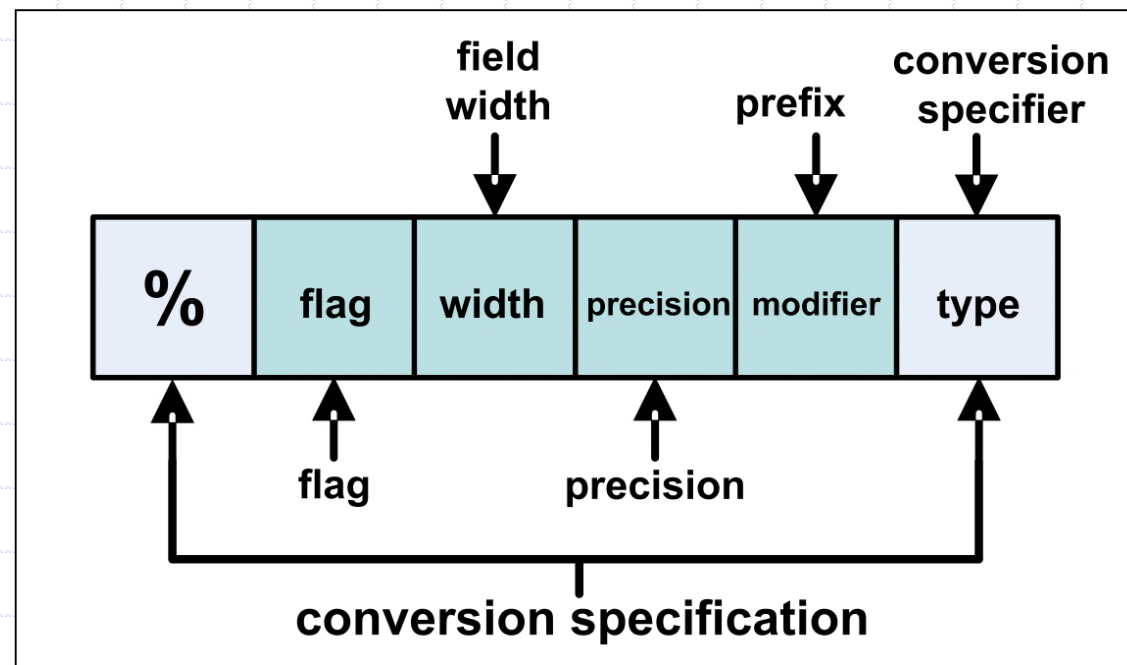 field
width
prefix
conversion
specifier
% flag width precision modifier type
flag
precision
conversion specification